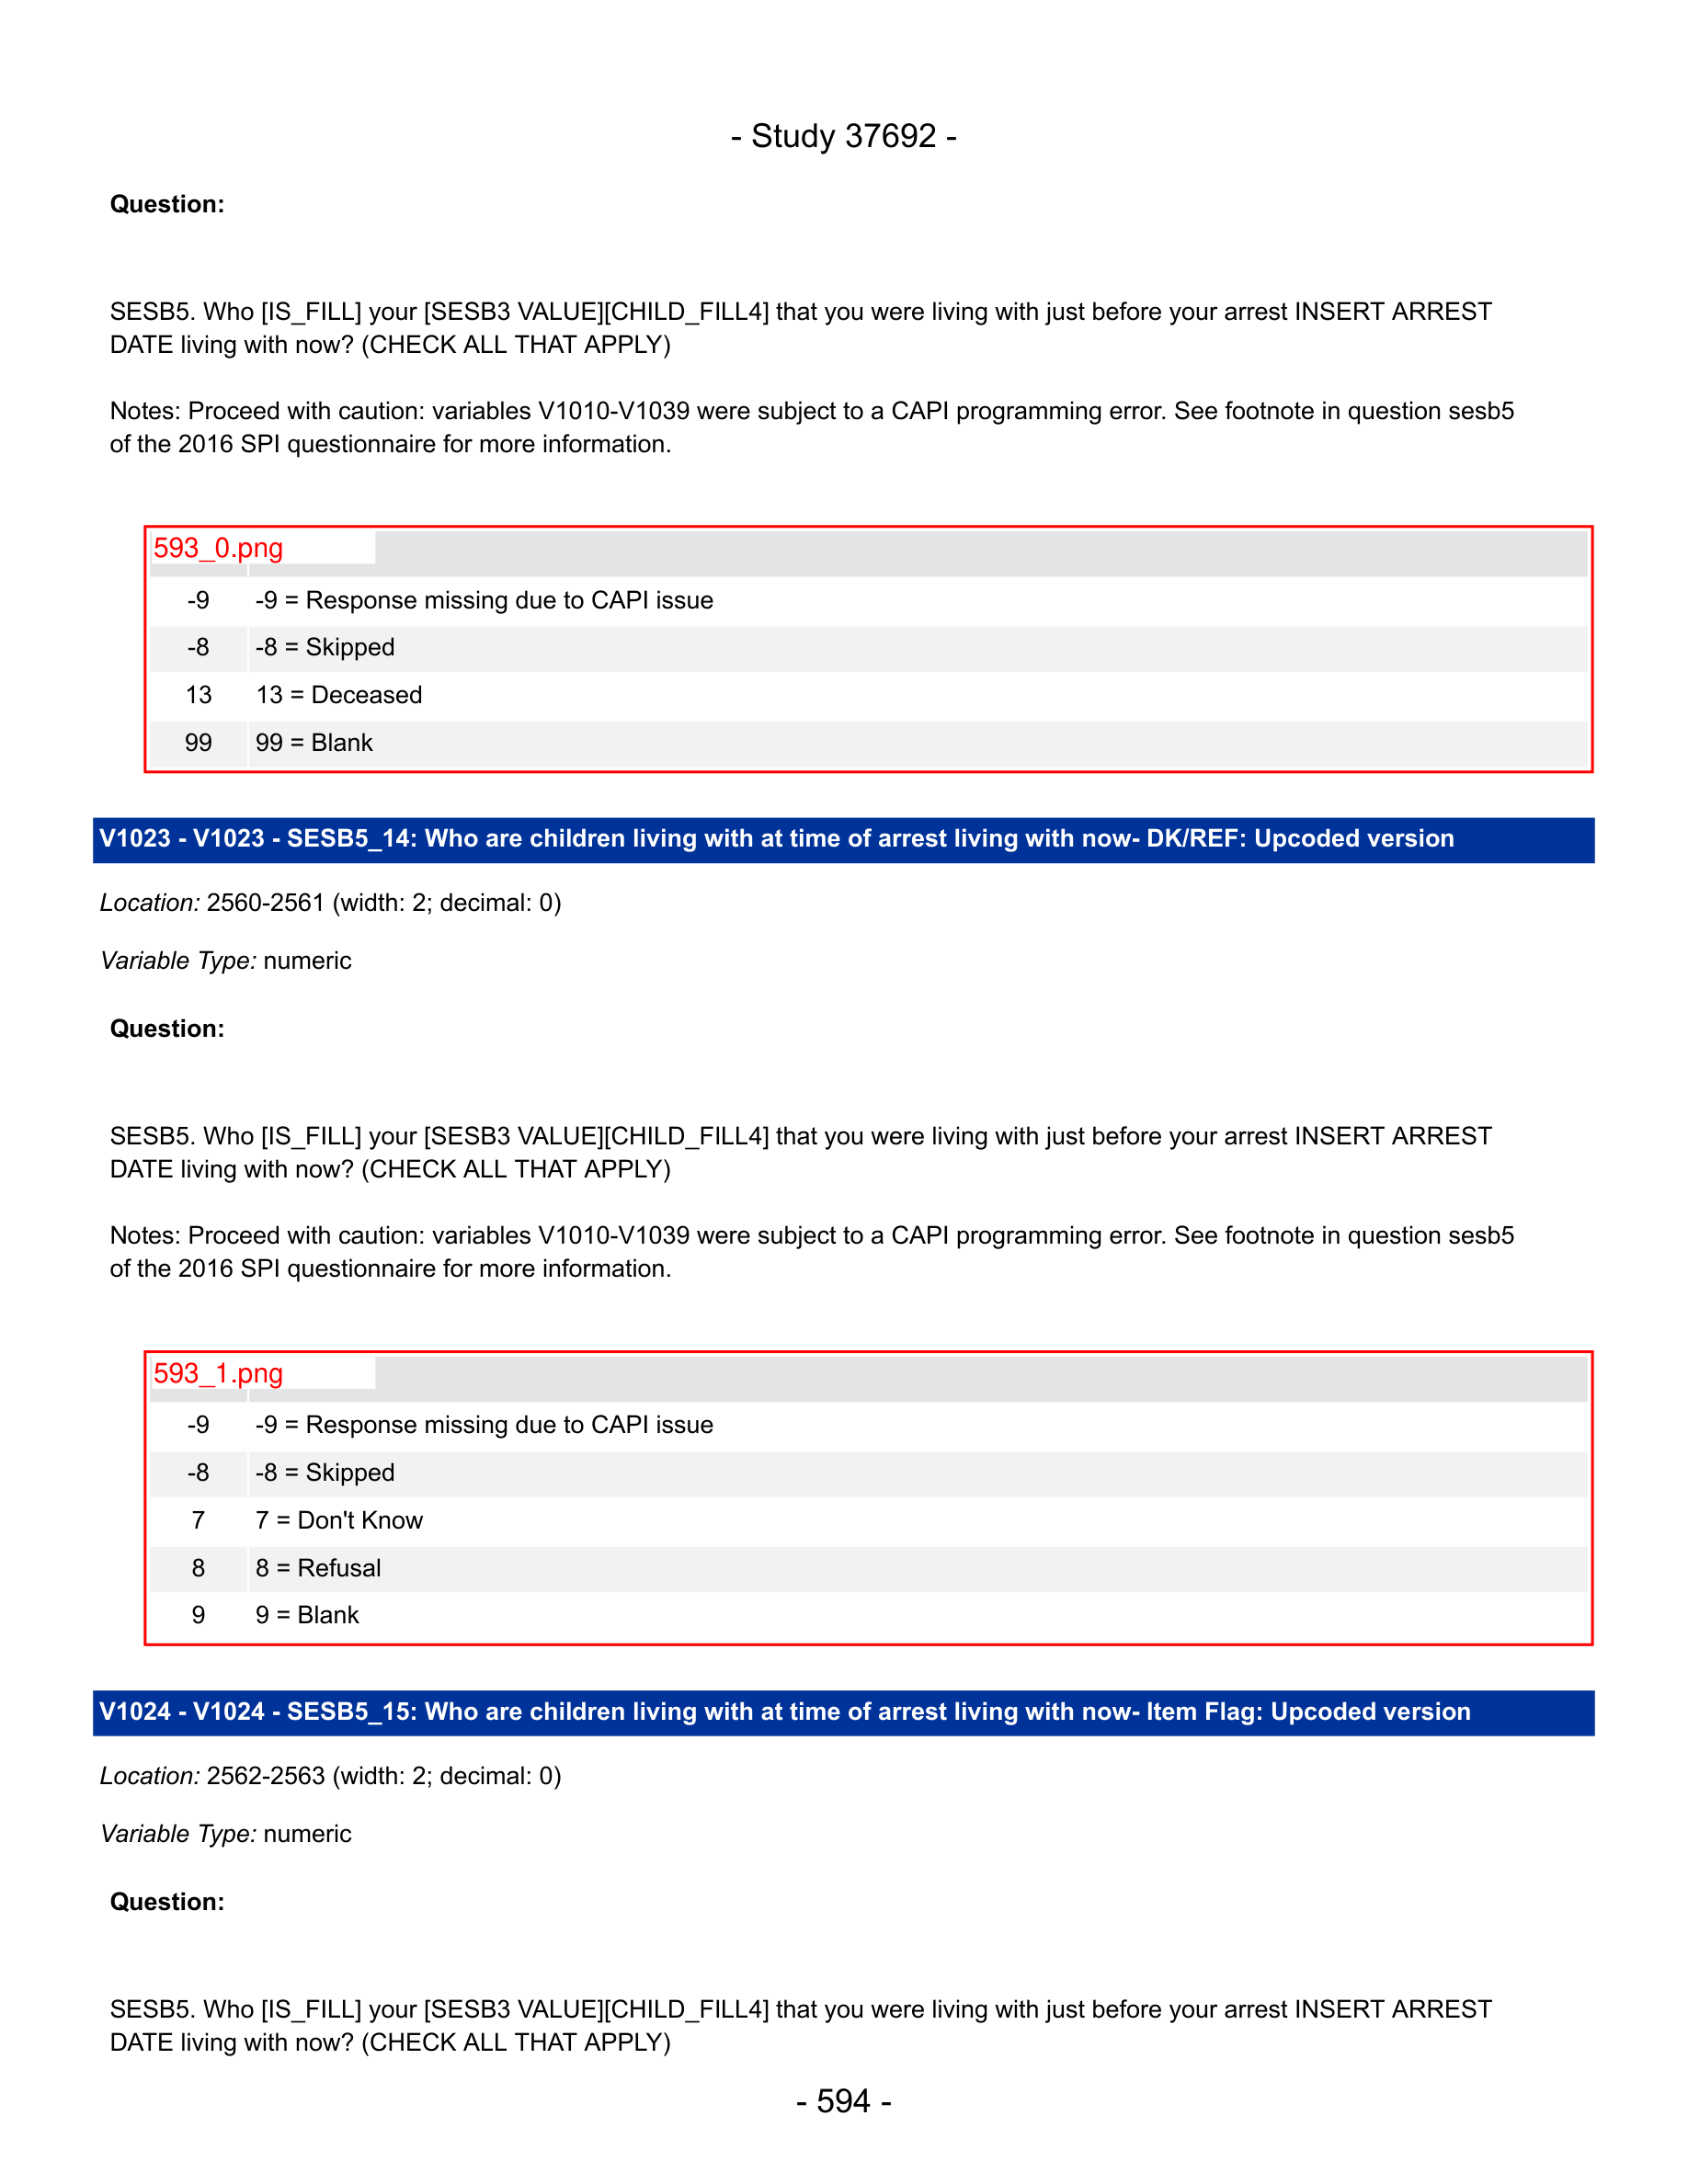 - Study 37692 -
Question:
SESB5. Who [IS_FILL] your [SESB3 VALUE][CHILD_FILL4] that you were living with just before your arrest INSERT ARREST
DATE living with now? (CHECK ALL THAT APPLY)
Notes: Proceed with caution: variables V1010-V1039 were subject to a CAPI programming error. See footnote in question sesb5
of the 2016 SPI questionnaire for more information.
593_0.png
-9 -9 = Response missing due to CAPI issue
-8 -8 = Skipped
13 13 = Deceased
99 99 = Blank
V1023 - V1023 - SESB5_14: Who are children living with at time of arrest living with now- DK/REF: Upcoded version
Location: 2560-2561 (width: 2; decimal: 0)
Variable Type: numeric
Question:
SESB5. Who [IS_FILL] your [SESB3 VALUE][CHILD_FILL4] that you were living with just before your arrest INSERT ARREST
DATE living with now? (CHECK ALL THAT APPLY)
Notes: Proceed with caution: variables V1010-V1039 were subject to a CAPI programming error. See footnote in question sesb5
of the 2016 SPI questionnaire for more information.
593_1.png
-9 -9 = Response missing due to CAPI issue
-8 -8 = Skipped
7 7 = Don't Know
8 8 = Refusal
9 9 = Blank
V1024 - V1024 - SESB5_15: Who are children living with at time of arrest living with now- Item Flag: Upcoded version
Location: 2562-2563 (width: 2; decimal: 0)
Variable Type: numeric
Question:
SESB5. Who [IS_FILL] your [SESB3 VALUE][CHILD_FILL4] that you were living with just before your arrest INSERT ARREST
DATE living with now? (CHECK ALL THAT APPLY)
- 594 -